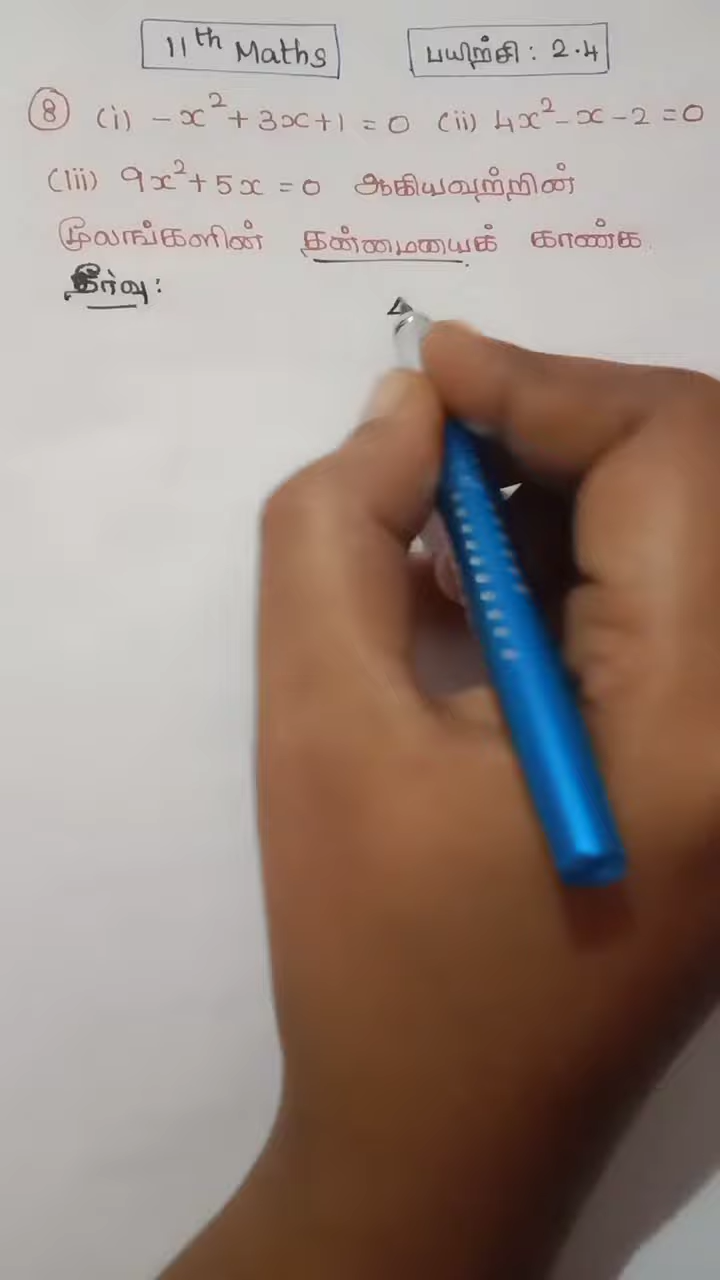 11th Maths பயிற்சி : 2.4
⑧ (i) -x² + 3x + 1 = 0 (ii) 4x² - x - 2 = 0
(iii) 9x² + 5x = 0 ஆகியவற்றின்
மூலங்களின் தன்மையைக் காண்க.
தீர்வு :